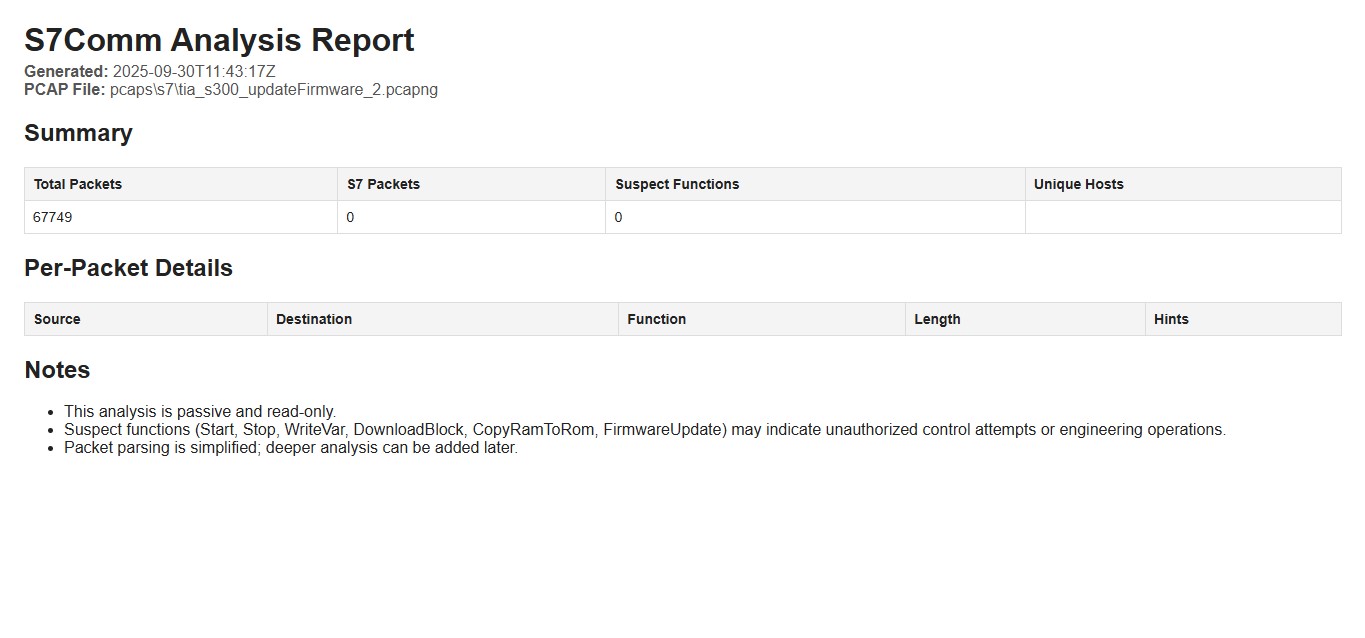 S7Comm Analysis Report
Generated: 2025-09-30T11:43:17Z
PCAP File: pcaps\s7\tia_s300_updateFirmware_2.pcapng
Summary
Total Packets S7 Packets Suspect Functions Unique Hosts
67749 0 0
Per-Packet Details
Source Destination Function Length Hints
Notes
• This analysis is passive and read-only.
• Suspect functions (Start, Stop, WriteVar, DownloadBlock, CopyRamToRom, FirmwareUpdate) may indicate unauthorized control attempts or engineering operations.
• Packet parsing is simplified; deeper analysis can be added later.